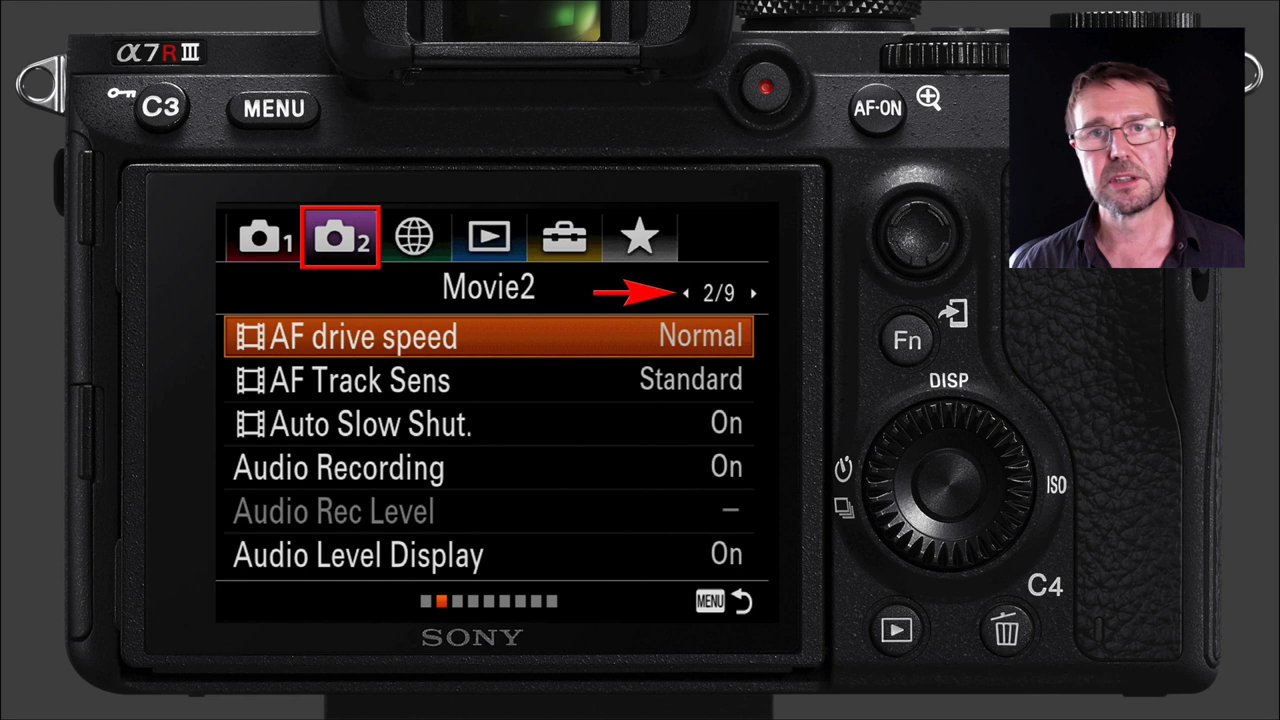 α7RIII
C3
MENU
AF-ON
1
2
Movie2
2/9
AF drive speed Normal
AF Track Sens Standard
Auto Slow Shut. On
Audio Recording On
Audio Rec Level –
Audio Level Display On
MENU
SONY
Fn
DISP
ISO
C4